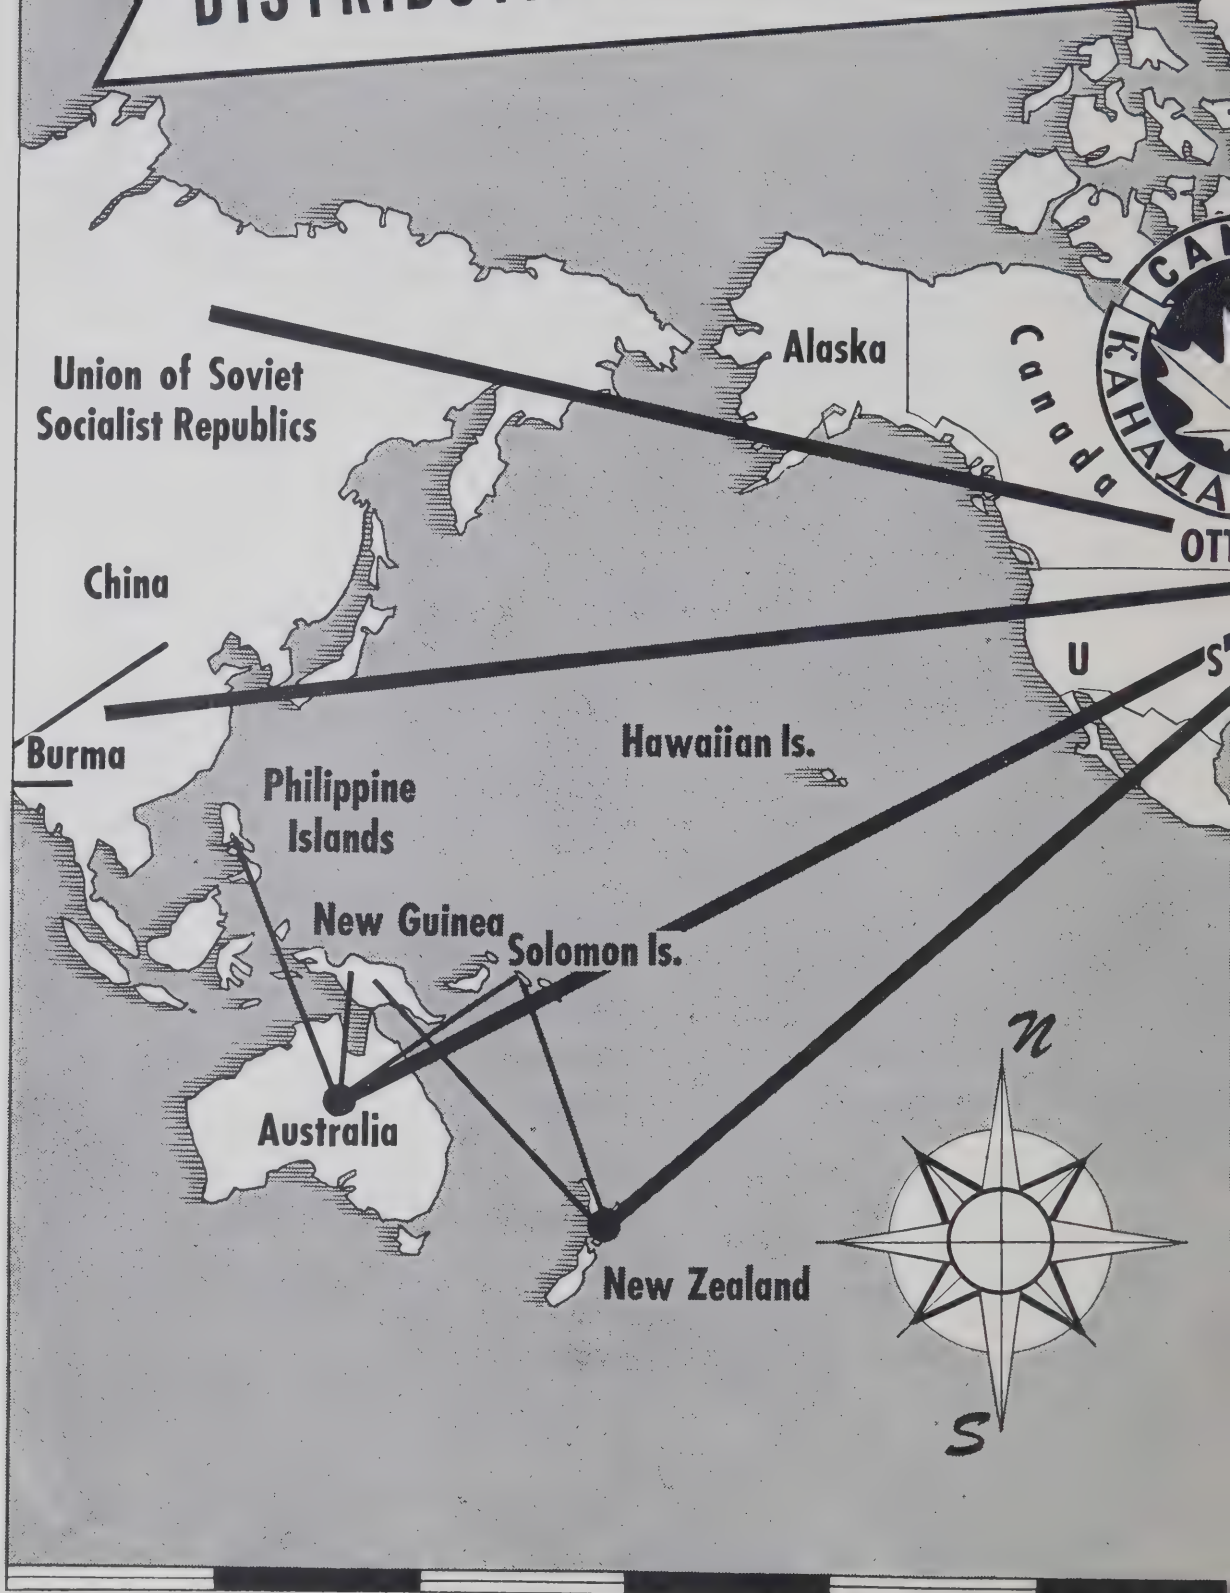 Alaska
Canada
КАНАДА
Union of Soviet
Socialist Republics
China
U
Burma
Hawaiian Is.
Philippine
Islands
New Guinea
Solomon Is.
Australia
New Zealand
N
S